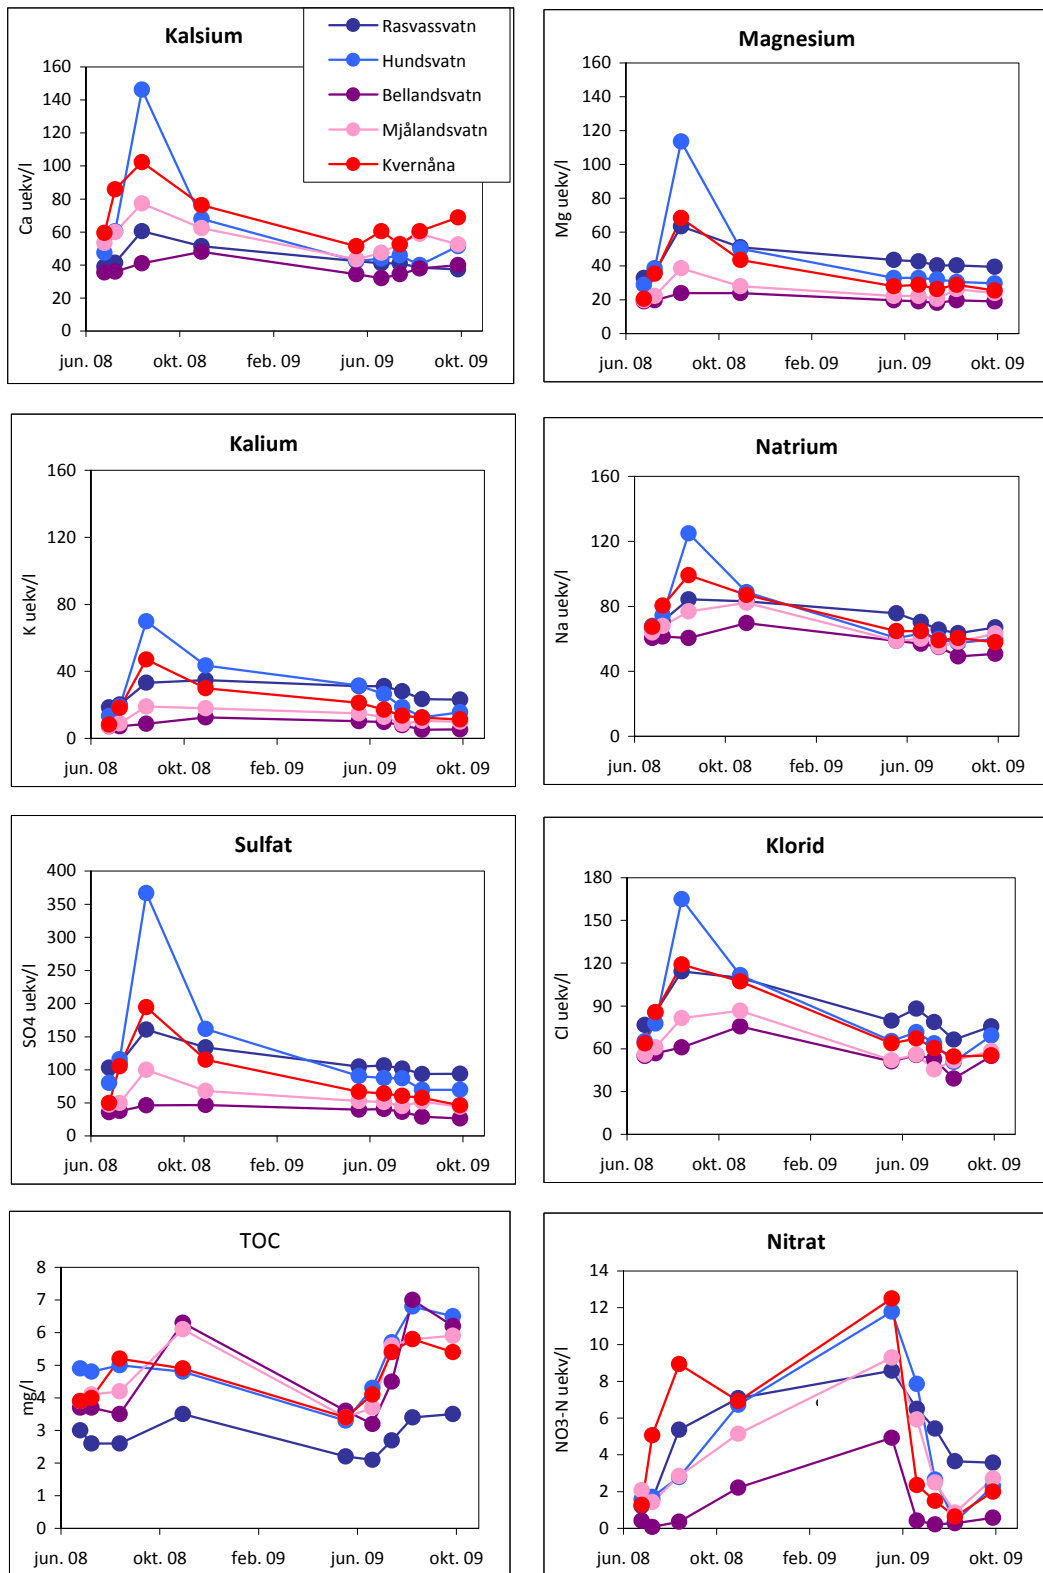 Kalsium
Rasvassvatn
Hundsvatn
Bellandsvatn
Mjålandsvatn
Kvernåna
Ca uekv/l
160
140
120
100
80
60
40
20
0
jun. 08 okt. 08 feb. 09 jun. 09 okt. 09
Magnesium
Mg uekv/l
160
140
120
100
80
60
40
20
0
jun. 08 okt. 08 feb. 09 jun. 09 okt. 09
Kalium
K uekv/l
160
120
80
40
0
jun. 08 okt. 08 feb. 09 jun. 09 okt. 09
Natrium
Na uekv/l
160
120
80
40
0
jun. 08 okt. 08 feb. 09 jun. 09 okt. 09
Sulfat
SO4 uekv/l
400
350
300
250
200
150
100
50
0
jun. 08 okt. 08 feb. 09 jun. 09 okt. 09
Klorid
Cl uekv/l
180
150
120
90
60
30
0
jun. 08 okt. 08 feb. 09 jun. 09 okt. 09
TOC
mg/l
8
7
6
5
4
3
2
1
0
jun. 08 okt. 08 feb. 09 jun. 09 okt. 09
Nitrat
NO3-N uekv/l
14
12
10
8
6
4
2
0
jun. 08 okt. 08 feb. 09 jun. 09 okt. 09